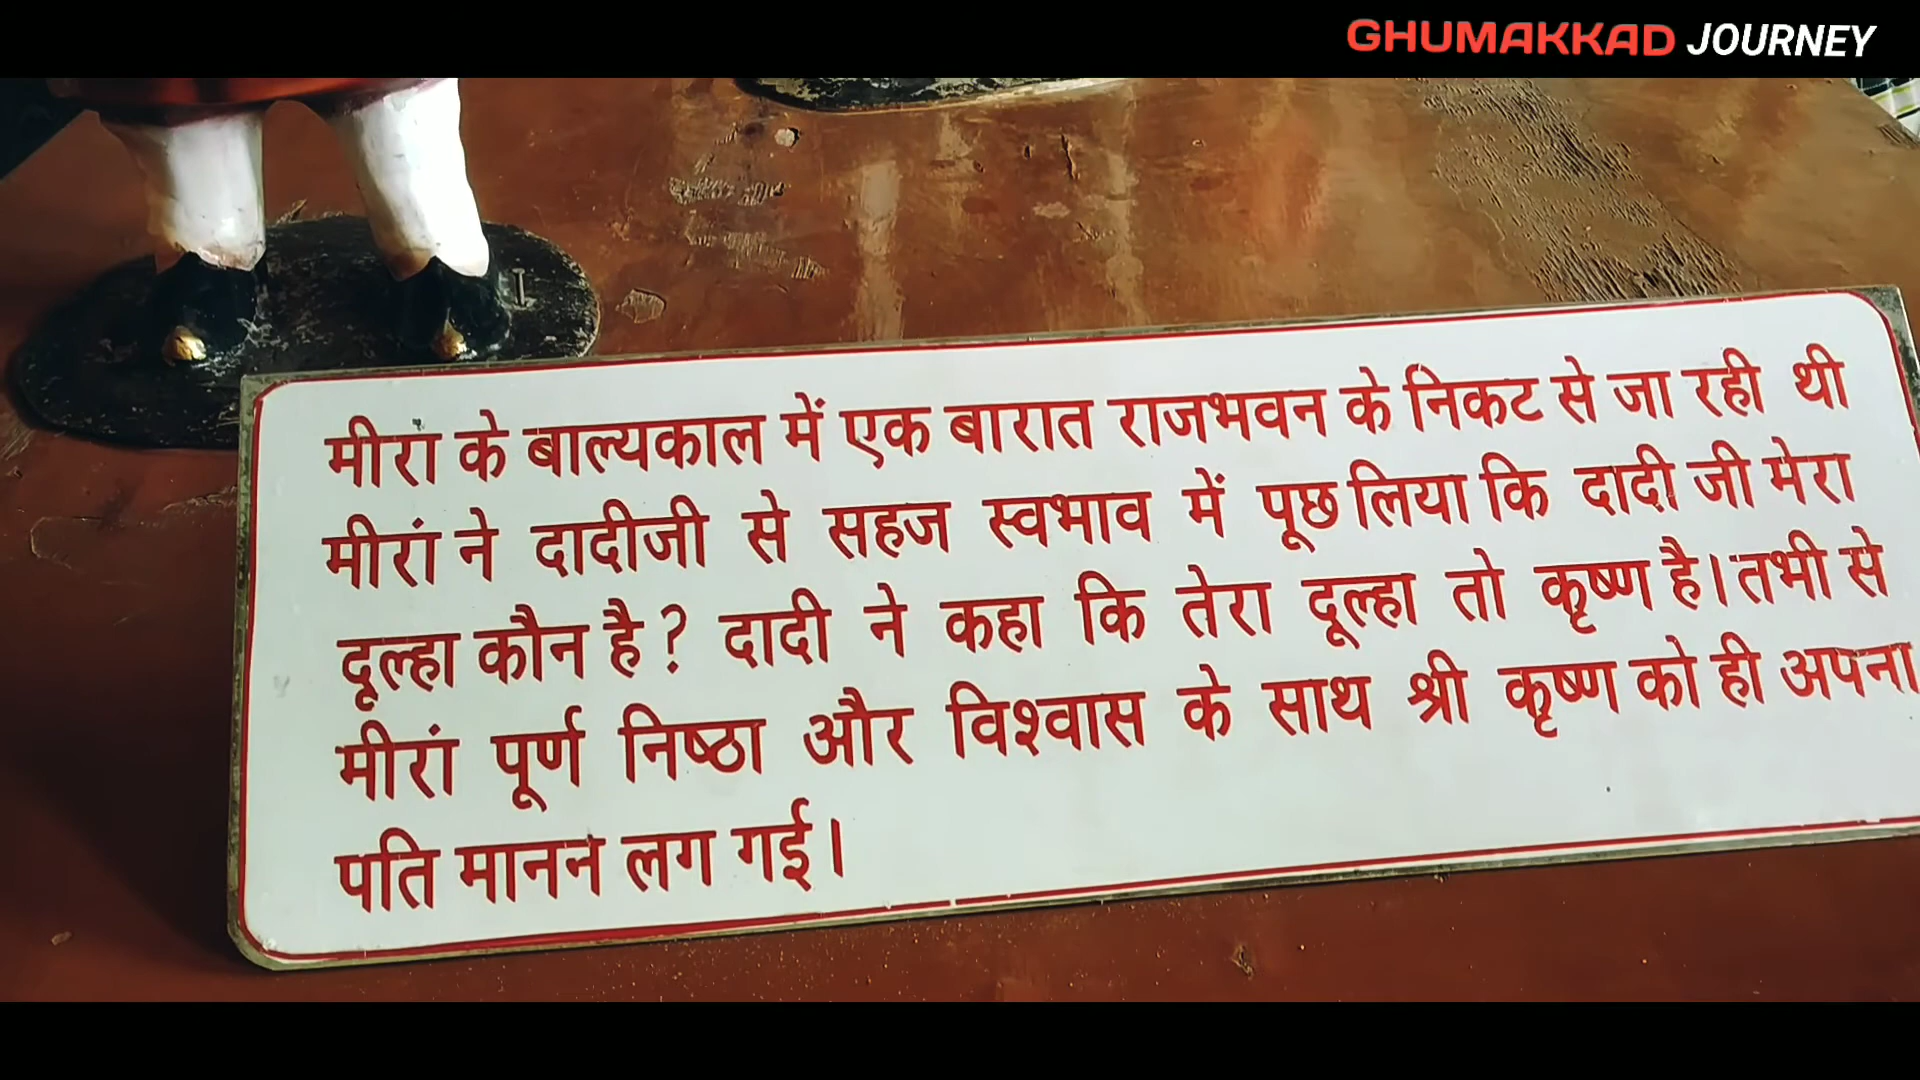 GHUMAKKAD JOURNEY
मीरां के बाल्यकाल में एक बारात राजभवन के निकट से जा रही थी
मीरां ने दादीजी से सहज स्वभाव में पूछ लिया कि दादी जी मेरा
दूल्हा कौन है ? दादी ने कहा कि तेरा दूल्हा तो कृष्ण है। तभी से
मीरां पूर्ण निष्ठा और विश्वास के साथ श्री कृष्ण को ही अपना
पति मानने लग गई।